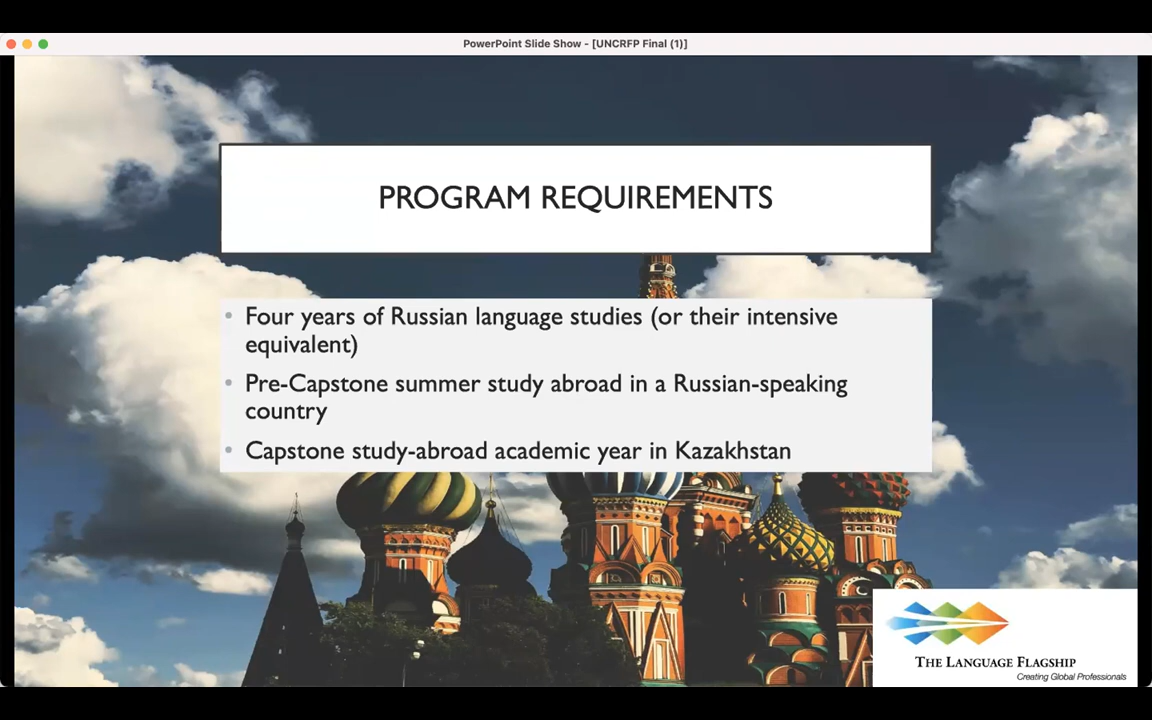 PowerPoint Slide Show - [UNCRFP Final (1)]
PROGRAM REQUIREMENTS
• Four years of Russian language studies (or their intensive
equivalent)
• Pre-Capstone summer study abroad in a Russian-speaking
country
• Capstone study-abroad academic year in Kazakhstan
THE LANGUAGE FLAGSHIP
Creating Global Professionals